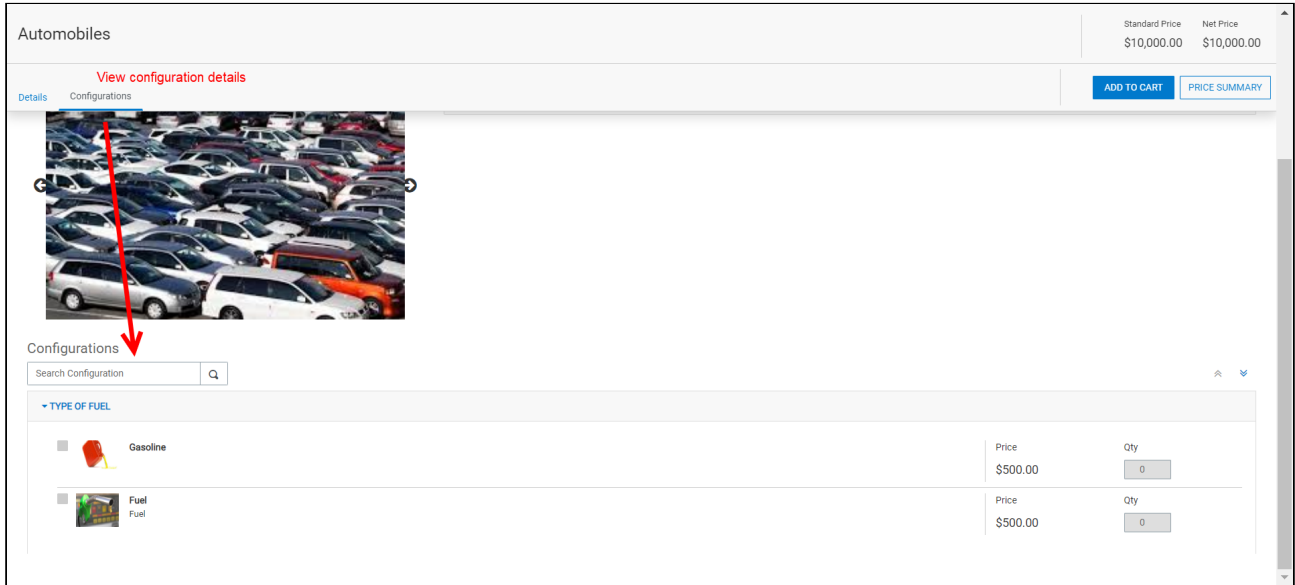 Automobiles
Standard Price Net Price
$10,000.00 $10,000.00
View configuration details
Details Configurations
ADD TO CART PRICE SUMMARY
Configurations
Search Configuration
TYPE OF FUEL
Gasoline Price Qty
$500.00 0
Fuel Price Qty
Fuel
$500.00 0